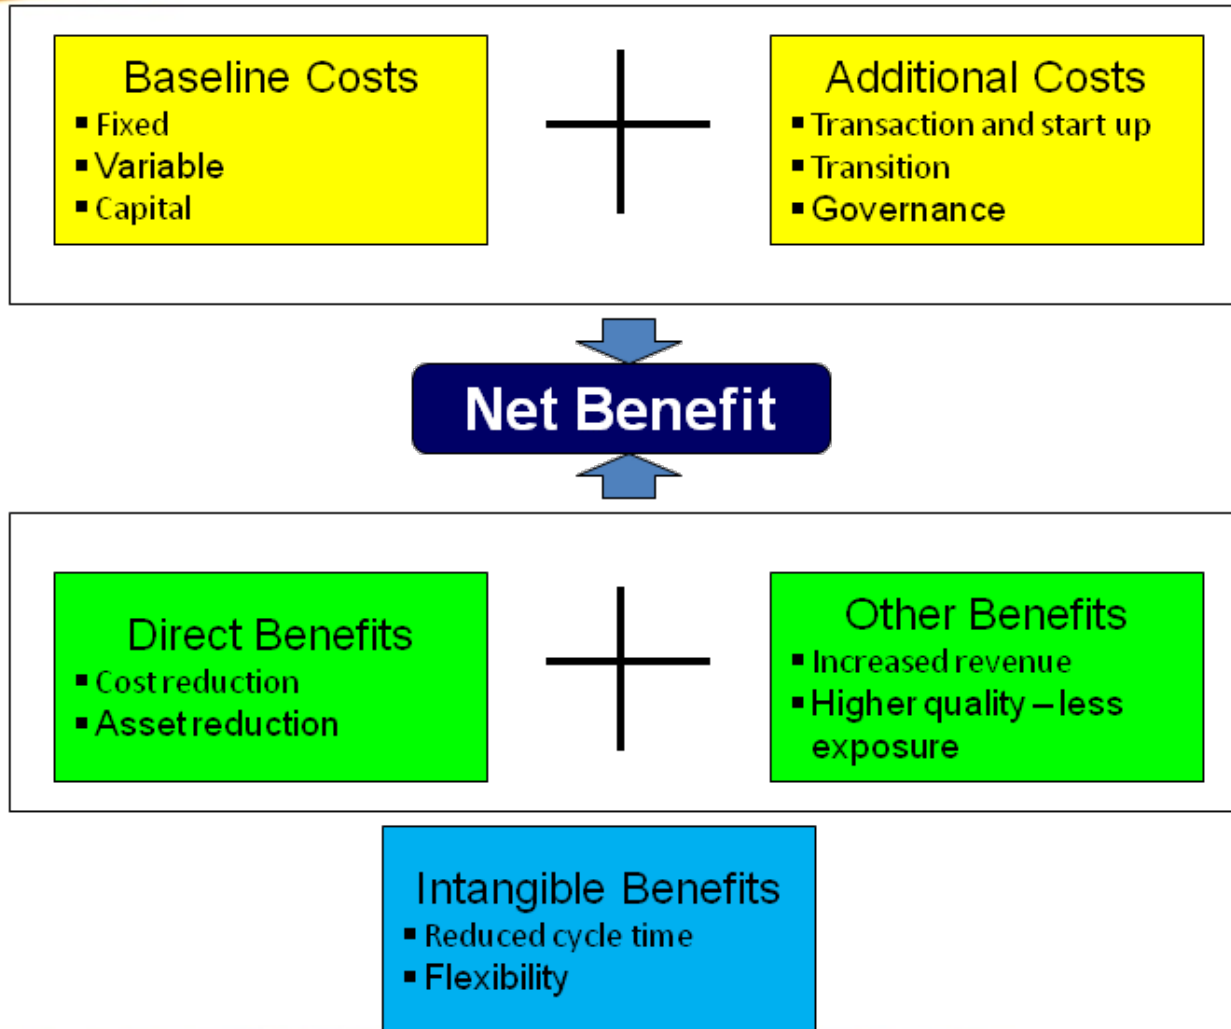 Baseline Costs
▪ Fixed
▪ Variable
▪ Capital
Additional Costs
▪ Transaction and start up
▪ Transition
▪ Governance
Net Benefit
Direct Benefits
▪ Cost reduction
▪ Asset reduction
Other Benefits
▪ Increased revenue
▪ Higher quality – less
exposure
Intangible Benefits
▪ Reduced cycle time
▪ Flexibility